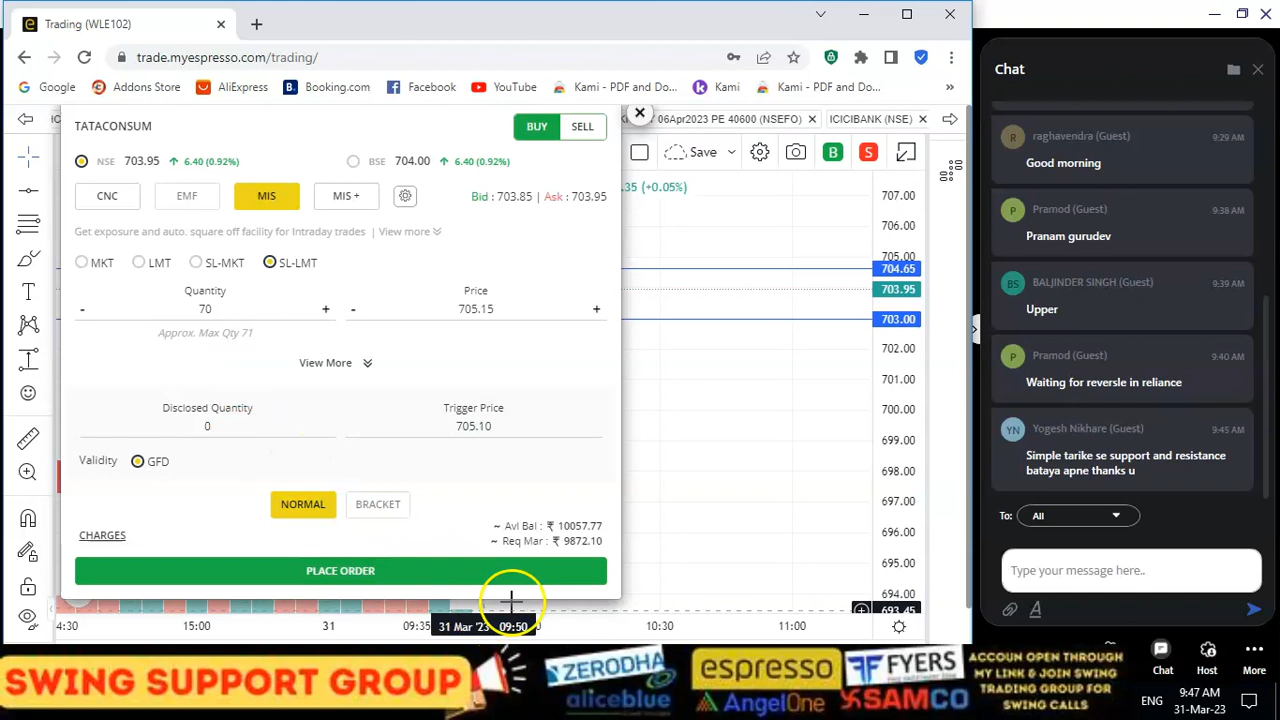 Trading (WLE102)
trade.myespresso.com/trading/
Google
Addons Store
AliExpress
Booking.com
Facebook
YouTube
Kami - PDF and Do...
Kami
Kami - PDF and Do...
TATACONSUM
BUY
SELL
06Apr2023 PE 40600 (NSEFO)
ICICIBANK (NSE)
NSE 703.95 6.40 (0.92%)
BSE 704.00 6.40 (0.92%)
Save
B
S
CNC
EMF
MIS
MIS +
Bid : 703.85 | Ask : 703.95
.35 (+0.05%)
Get exposure and auto. square off facility for Intraday trades | View more
MKT
LMT
SL-MKT
SL-LMT
Quantity
70
Approx. Max Qty 71
Price
705.15
View More
Disclosed Quantity
0
Trigger Price
705.10
Validity
GFD
NORMAL
BRACKET
CHARGES
~ Avl Bal : ₹ 10057.77
~ Req Mar : ₹ 9872.10
PLACE ORDER
707.00
706.00
705.00
704.65
703.95
703.00
702.00
701.00
700.00
699.00
698.00
697.00
696.00
695.00
694.00
693.45
4:30
15:00
31
09:35
31 Mar '23 09:50
10:30
11:00
Chat
R
raghavendra (Guest)
9:29 AM
Good morning
P
Pramod (Guest)
9:38 AM
Pranam gurudev
BS
BALJINDER SINGH (Guest)
9:39 AM
Upper
P
Pramod (Guest)
9:40 AM
Waiting for reversle in reliance
YN
Yogesh Nikhare (Guest)
9:45 AM
Simple tarike se support and resistance
bataya apne thanks u
To:
All
Type your message here..
SWING SUPPORT GROUP
ZERODHA
aliceblue
espresso
AngelOne
FYERS
SAMCO
ACCOUN OPEN THROUGH
MY LINK & JOIN SWING
TRADING GROUP FOR
SWING CALLS
Chat
Host
More
ENG
9:47 AM
31-Mar-23